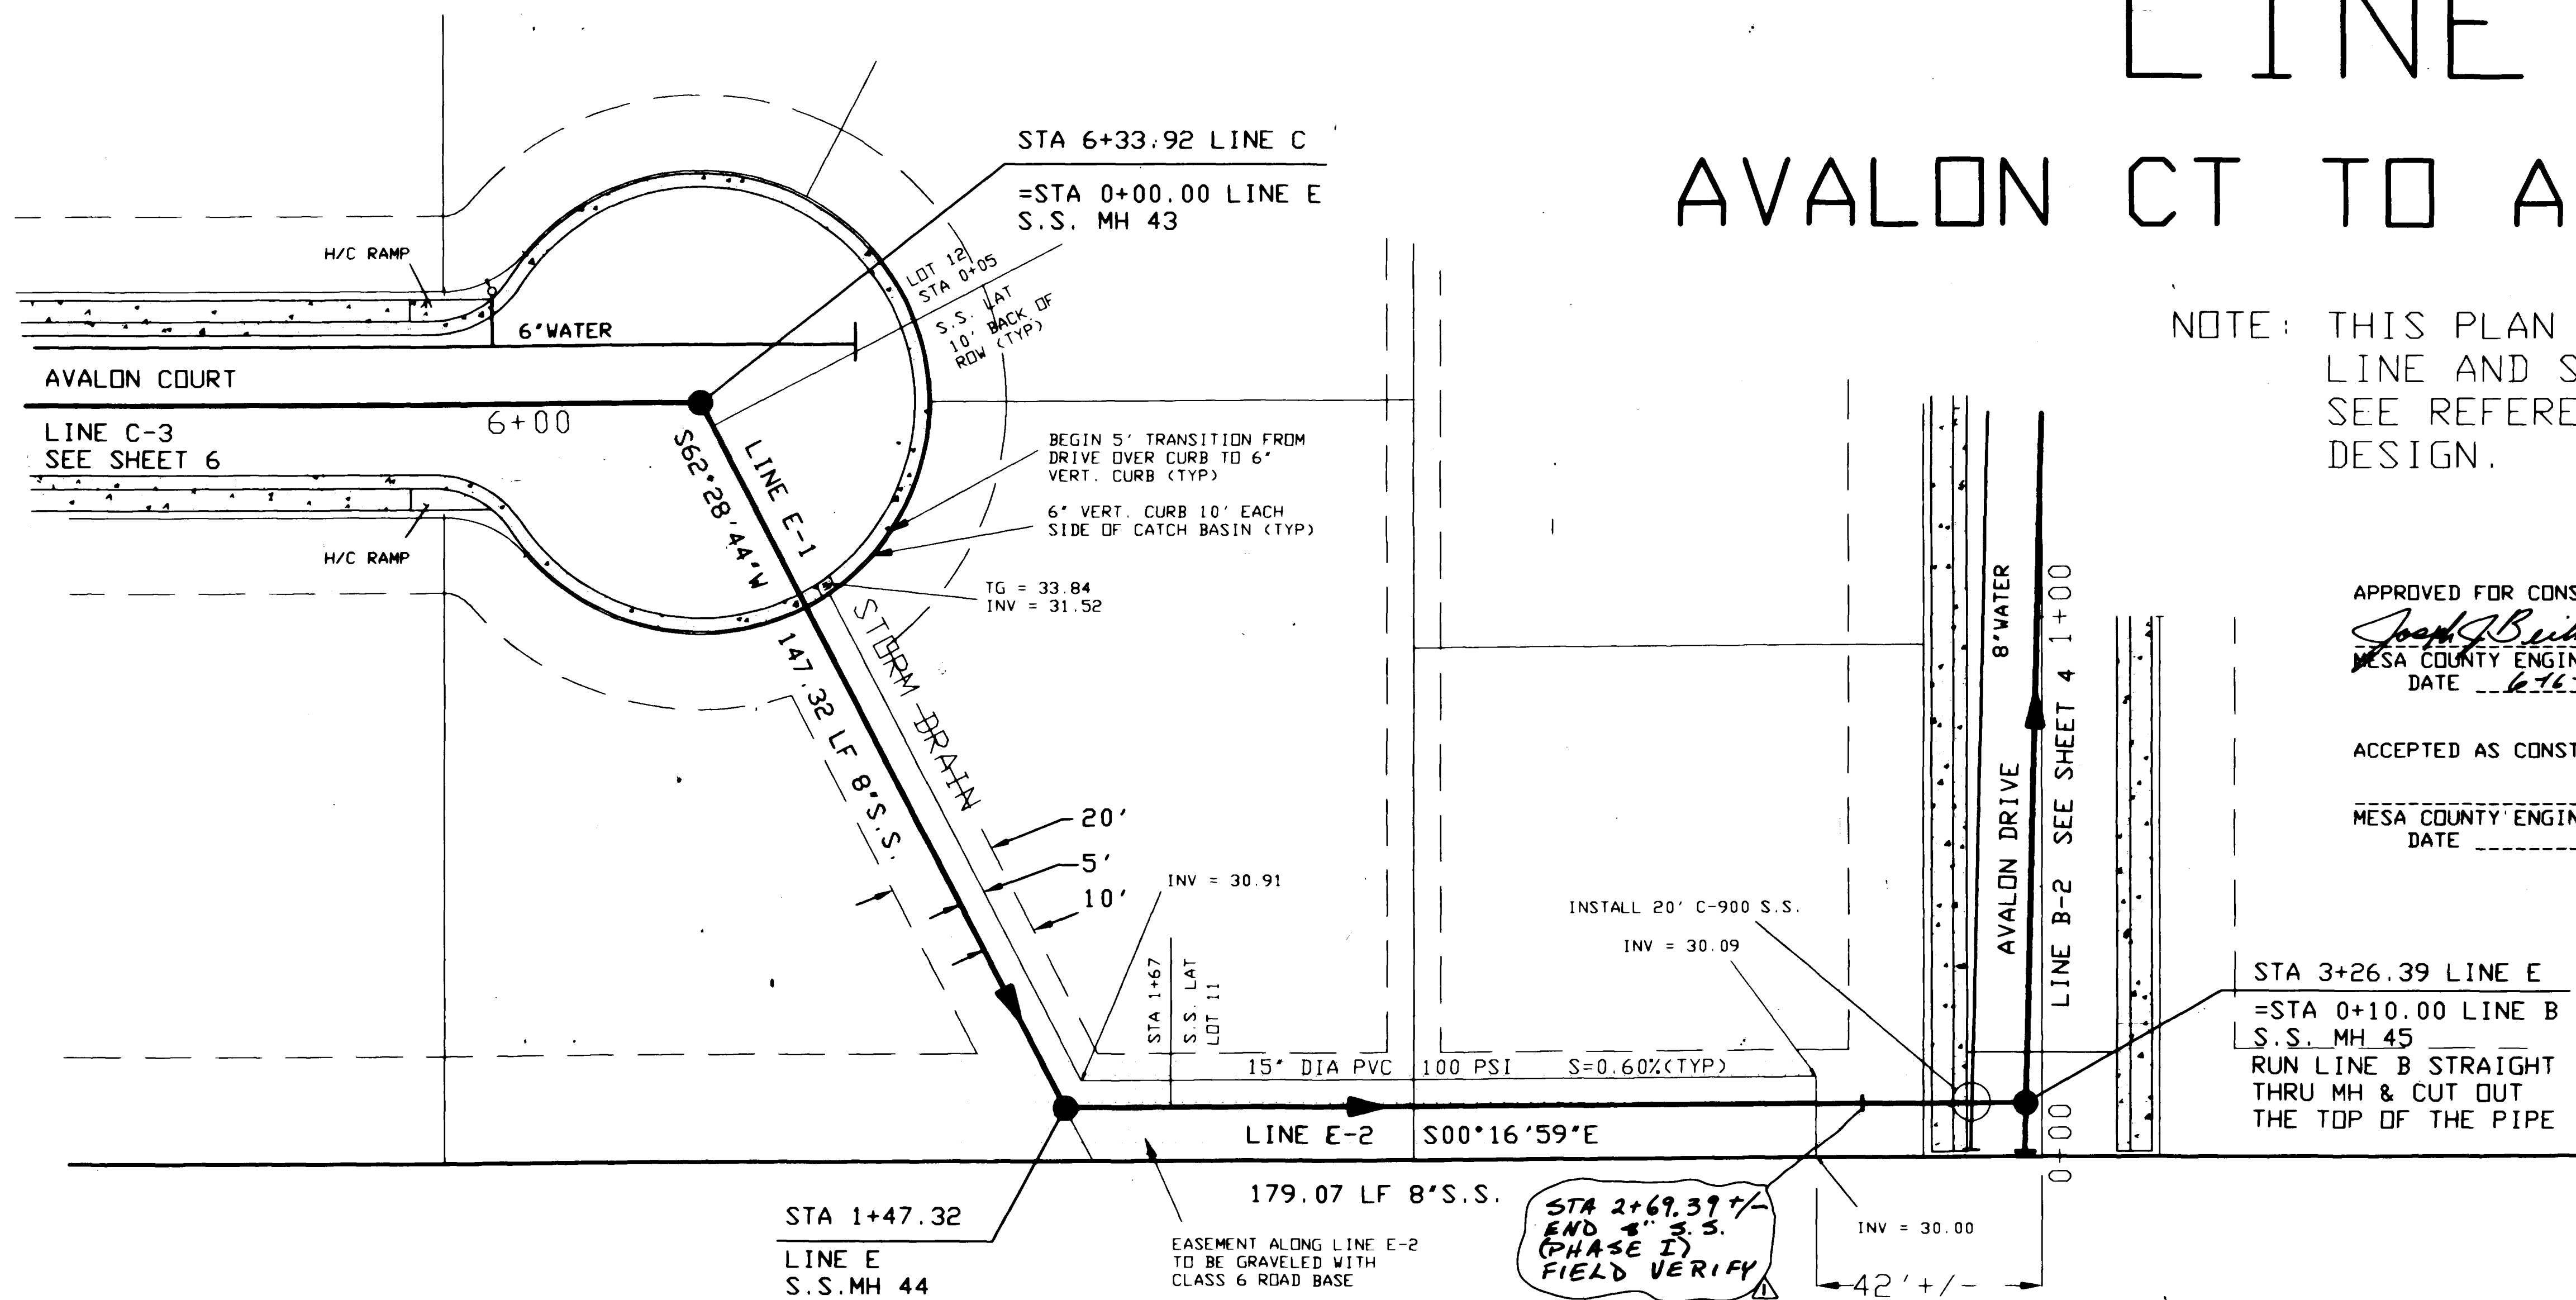 LINE
AVALON CT TO A
NOTE: THIS PLAN
LINE AND S
SEE REFERE
DESIGN.
STA 6+33.92 LINE C
=STA 0+00.00 LINE E
S.S. MH 43
H/C RAMP
LOT 12
STA 0+05
S.S. LAT
10' BACK OF
ROW (TYP)
6"WATER
AVALON COURT
6+00
LINE C-3
SEE SHEET 6
LINE E-1
S62°28'44"W
BEGIN 5' TRANSITION FROM
DRIVE OVER CURB TO 6"
VERT. CURB (TYP)
6" VERT. CURB 10' EACH
SIDE OF CATCH BASIN (TYP)
H/C RAMP
TG = 33.84
INV = 31.52
STORM DRAIN
147.32 LF 8"S.S.
20'
5'
10'
INV = 30.91
STA 1+67
S.S. LAT
LOT 11
INSTALL 20' C-900 S.S.
INV = 30.09
8"WATER
AVALON DRIVE
LINE B-2 SEE SHEET 4 1+00
0+00
APPROVED FOR CONS
MESA COUNTY ENGIN
DATE 6-16-
ACCEPTED AS CONST
MESA COUNTY ENGIN
DATE
STA 3+26.39 LINE E
=STA 0+10.00 LINE B
S.S. MH 45
RUN LINE B STRAIGHT
THRU MH & CUT OUT
THE TOP OF THE PIPE
15" DIA PVC 100 PSI S=0.60%(TYP)
LINE E-2 S00°16'59"E
179.07 LF 8"S.S.
STA 1+47.32
LINE E
S.S.MH 44
EASEMENT ALONG LINE E-2
TO BE GRAVELED WITH
CLASS 6 ROAD BASE
STA 2+69.39 +/-
END 8" S.S.
(PHASE I)
FIELD VERIFY
1
INV = 30.00
42'+/-